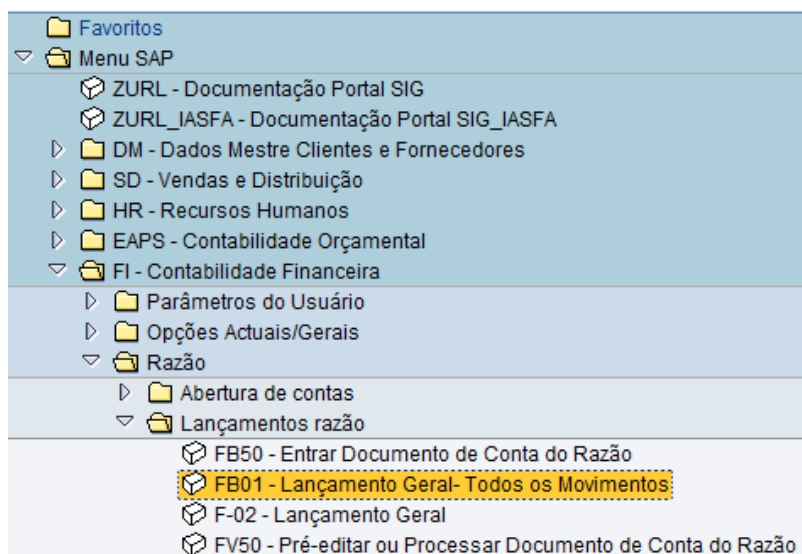 Favoritos
Menu SAP
ZURL - Documentação Portal SIG
ZURL_IASFA - Documentação Portal SIG_IASFA
DM - Dados Mestre Clientes e Fornecedores
SD - Vendas e Distribuição
HR - Recursos Humanos
EAPS - Contabilidade Orçamental
FI - Contabilidade Financeira
Parâmetros do Usuário
Opções Actuais/Gerais
Razão
Abertura de contas
Lançamentos razão
FB50 - Entrar Documento de Conta do Razão
FB01 - Lançamento Geral- Todos os Movimentos
F-02 - Lançamento Geral
FV50 - Pré-editar ou Processar Documento de Conta do Razão